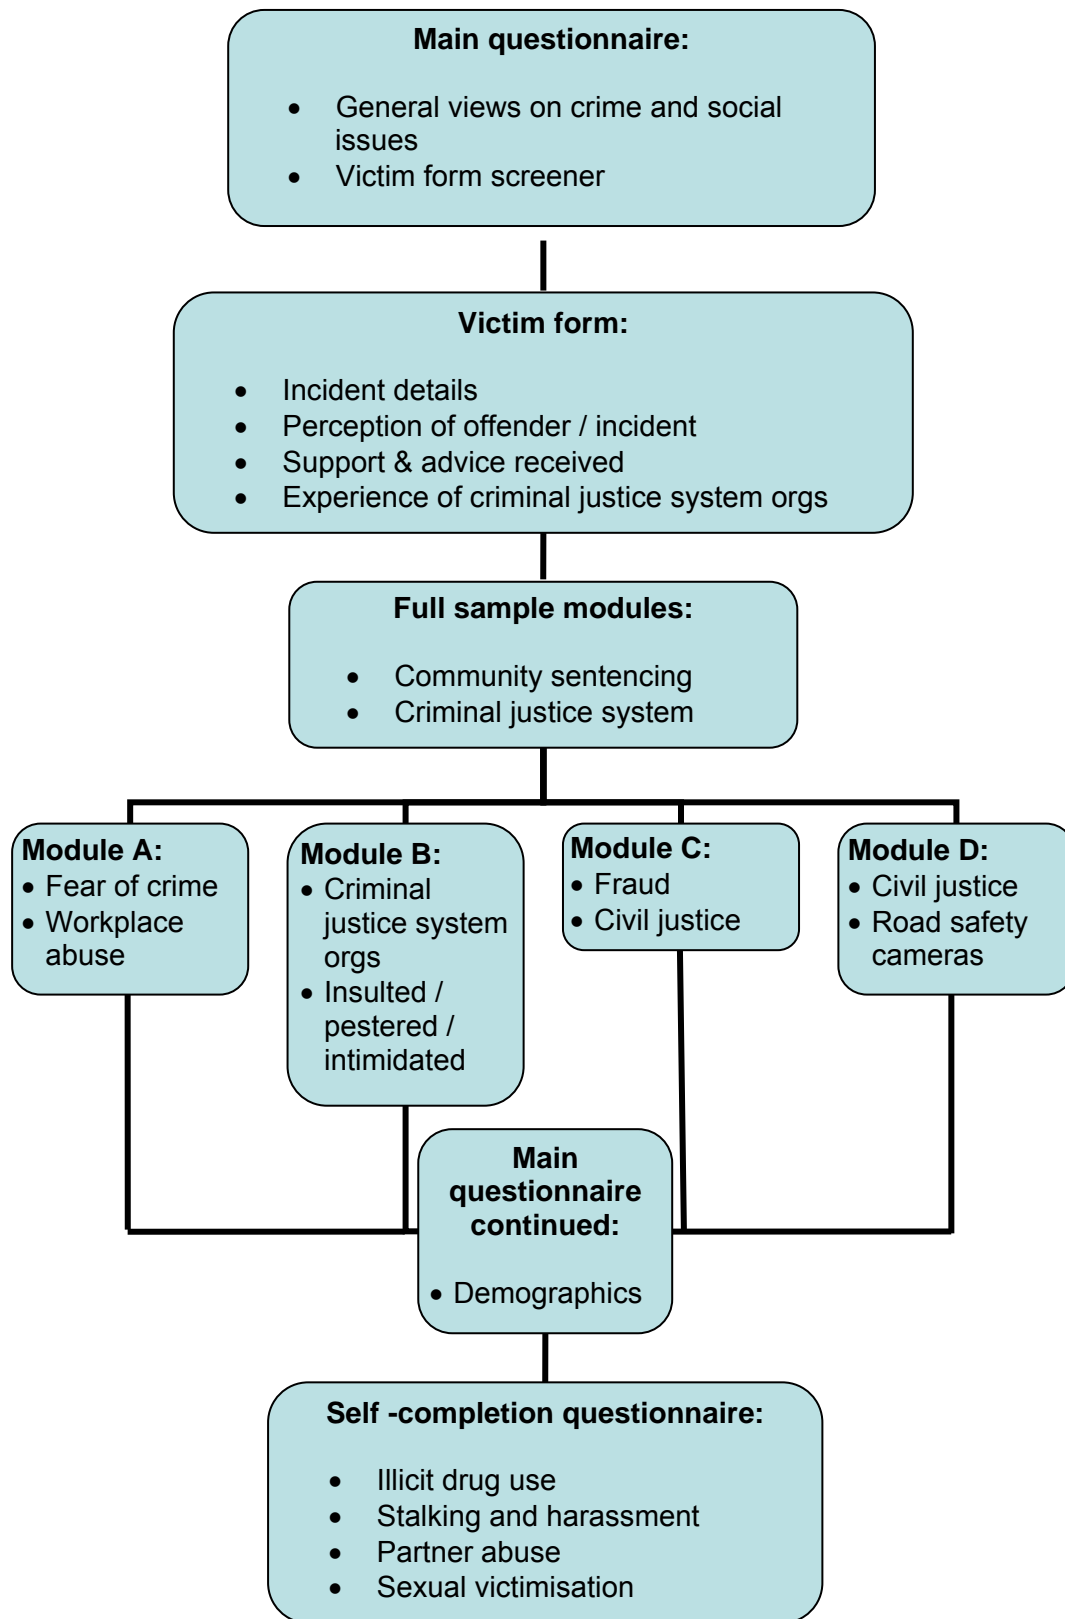 Main questionnaire:
• General views on crime and social
issues
• Victim form screener
Victim form:
• Incident details
• Perception of offender / incident
• Support & advice received
• Experience of criminal justice system orgs
Full sample modules:
• Community sentencing
• Criminal justice system
Module A:
• Fear of crime
• Workplace
abuse
Module B:
• Criminal
justice system
orgs
• Insulted /
pestered /
intimidated
Module C:
• Fraud
• Civil justice
Module D:
• Civil justice
• Road safety
cameras
Main
questionnaire
continued:
• Demographics
Self -completion questionnaire:
• Illicit drug use
• Stalking and harassment
• Partner abuse
• Sexual victimisation